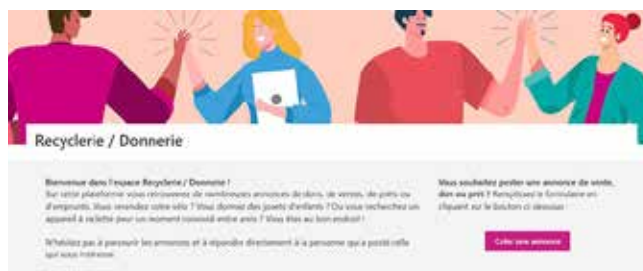 Recyclerie / Donnerie
Bienvenue dans l'espace Recyclerie / Donnerie !
Sur cette plateforme vous retrouverez de nombreuses annonces de dons, de ventes, de prêts ou
d'emprunts. Vous revendez votre vélo ? Vous donnez des jouets d'enfants ? Ou vous recherchez un
appareil à raclette pour un moment convivial entre amis ? Vous êtes au bon endroit !
N'hésitez pas à parcourir les annonces et à répondre directement à la personne qui a posté celle
qui vous intéresse.
Vous souhaitez poster une annonce de vente,
don ou prêt ? Remplissez le formulaire en
cliquant sur le bouton ci dessous
Créer une annonce